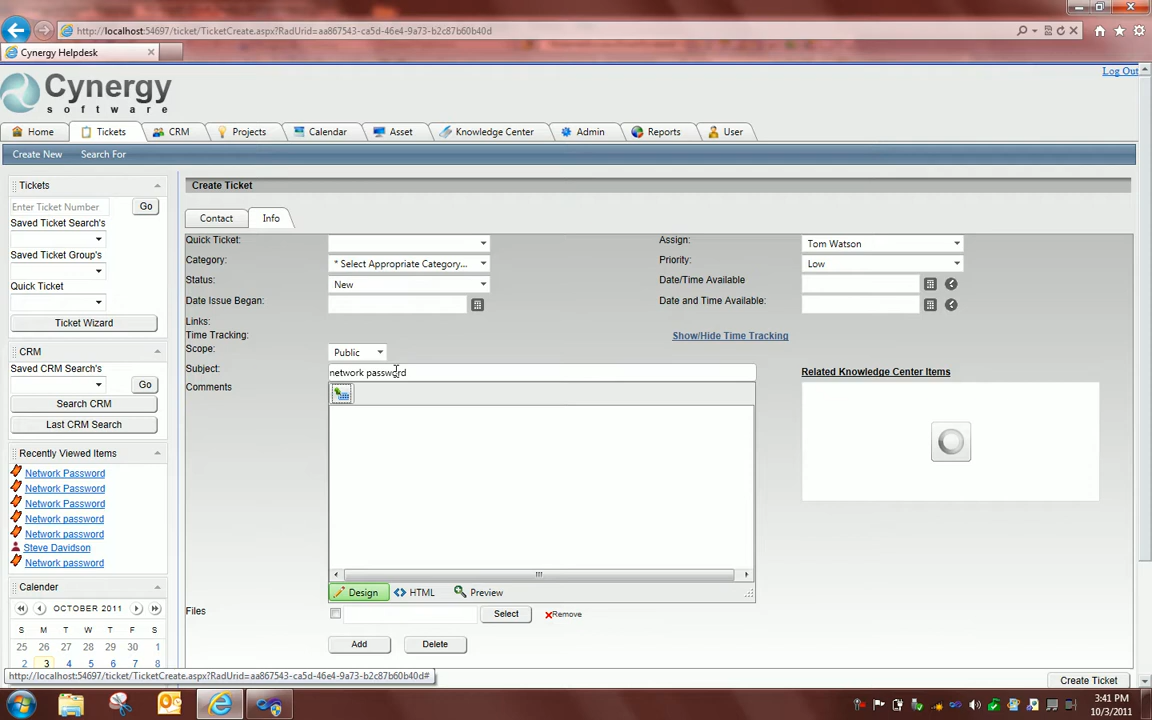 http://localhost:54697/ticket/TicketCreate.aspx?RadUrid=aa867543-ca5d-46e4-9a73-b2c87b60b40d
Cynergy Helpdesk
Log Out
Cynergy
software
Home
Tickets
CRM
Projects
Calendar
Asset
Knowledge Center
Admin
Reports
User
Create New
Search For
Tickets
Enter Ticket Number
Go
Saved Ticket Search's
Saved Ticket Group's
Quick Ticket
Ticket Wizard
CRM
Saved CRM Search's
Go
Search CRM
Last CRM Search
Recently Viewed Items
Network Password
Network Password
Network Password
Network password
Network password
Steve Davidson
Network password
Calender
OCTOBER 2011
S M T W T F S
25 26 27 28 29 30 1
2 3 4 5 6 7 8
Create Ticket
Contact
Info
Quick Ticket:
Assign:
Tom Watson
Category:
* Select Appropriate Category...
Priority:
Low
Status:
New
Date/Time Available
Date Issue Began:
Date and Time Available:
Links:
Time Tracking:
Show/Hide Time Tracking
Scope:
Public
Subject:
network password
Related Knowledge Center Items
Comments
Design
HTML
Preview
Files
Select
Remove
Add
Delete
Create Ticket
http://localhost:54697/ticket/TicketCreate.aspx?RadUrid=aa867543-ca5d-46e4-9a73-b2c87b60b40d#
3:41 PM
10/3/2011